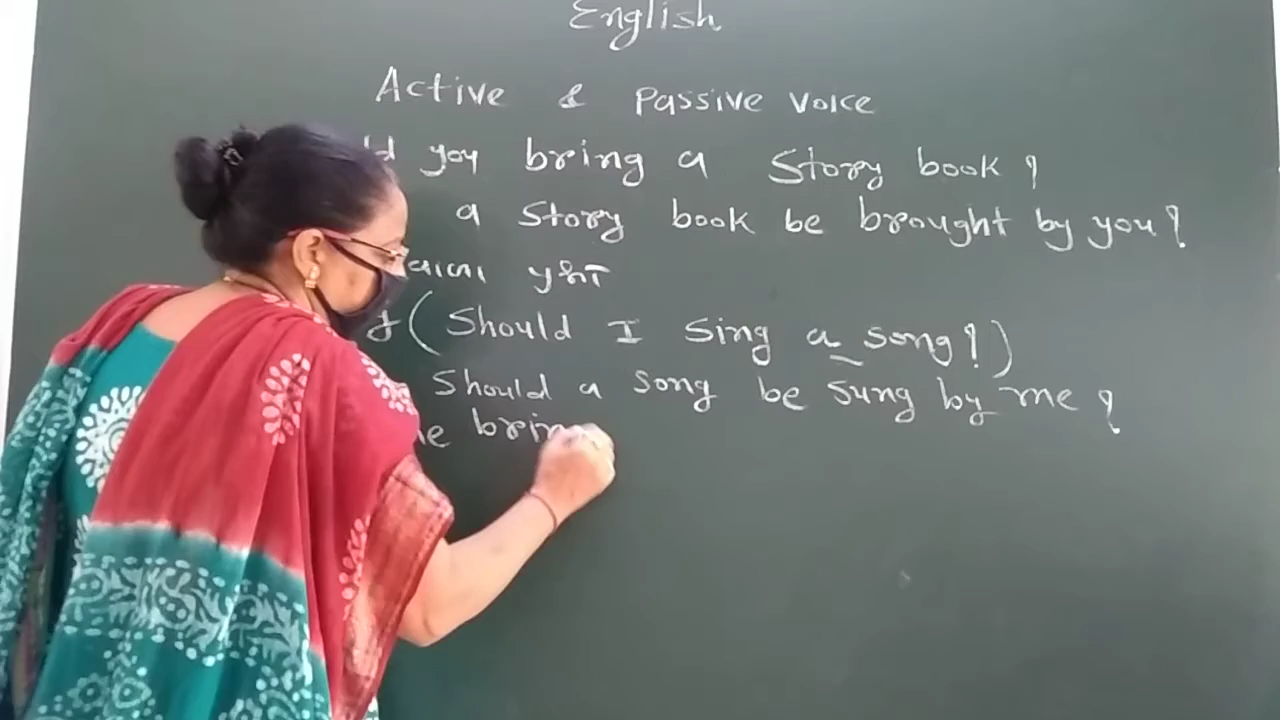 English
Active & Passive Voice
you bring a Story book?
a Story book be brought by you?
(Should I Sing a song?)
Should a song be sung by me?